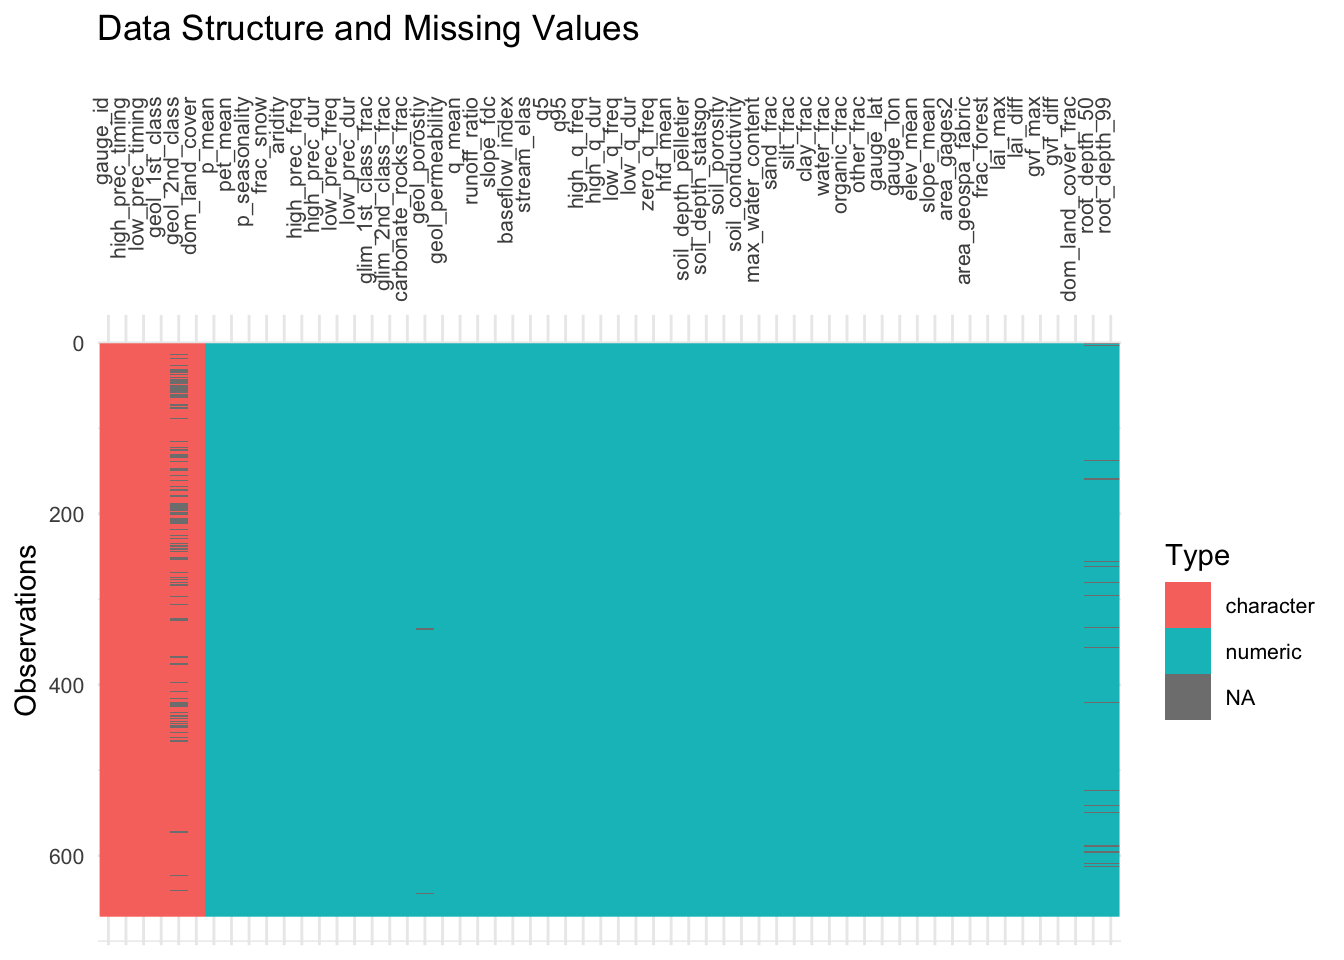 Data Structure and Missing Values
gauge_id
high_prec_timing
low_prec_timing
geol_1st_class
geol_2nd_class
dom_land_cover
p_mean
pet_mean
p_seasonality
frac_snow
aridity
high_prec_freq
high_prec_dur
low_prec_freq
low_prec_dur
glim_1st_class_frac
glim_2nd_class_frac
carbonate_rocks_frac
geol_porostiy
geol_permeability
q_mean
runoff_ratio
slope_fdc
baseflow_index
stream_elas
q5
q95
high_q_freq
high_q_dur
low_q_freq
low_q_dur
zero_q_freq
hfd_mean
soil_depth_pelletier
soil_depth_statsgo
soil_porosity
soil_conductivity
max_water_content
sand_frac
silt_frac
clay_frac
water_frac
organic_frac
other_frac
gauge_lat
gauge_lon
elev_mean
slope_mean
area_gages2
area_geospa_fabric
frac_forest
lai_max
lai_diff
gvf_max
gvf_diff
dom_land_cover_frac
root_depth_50
root_depth_99
0
200
400
600
Observations
Type
character
numeric
NA